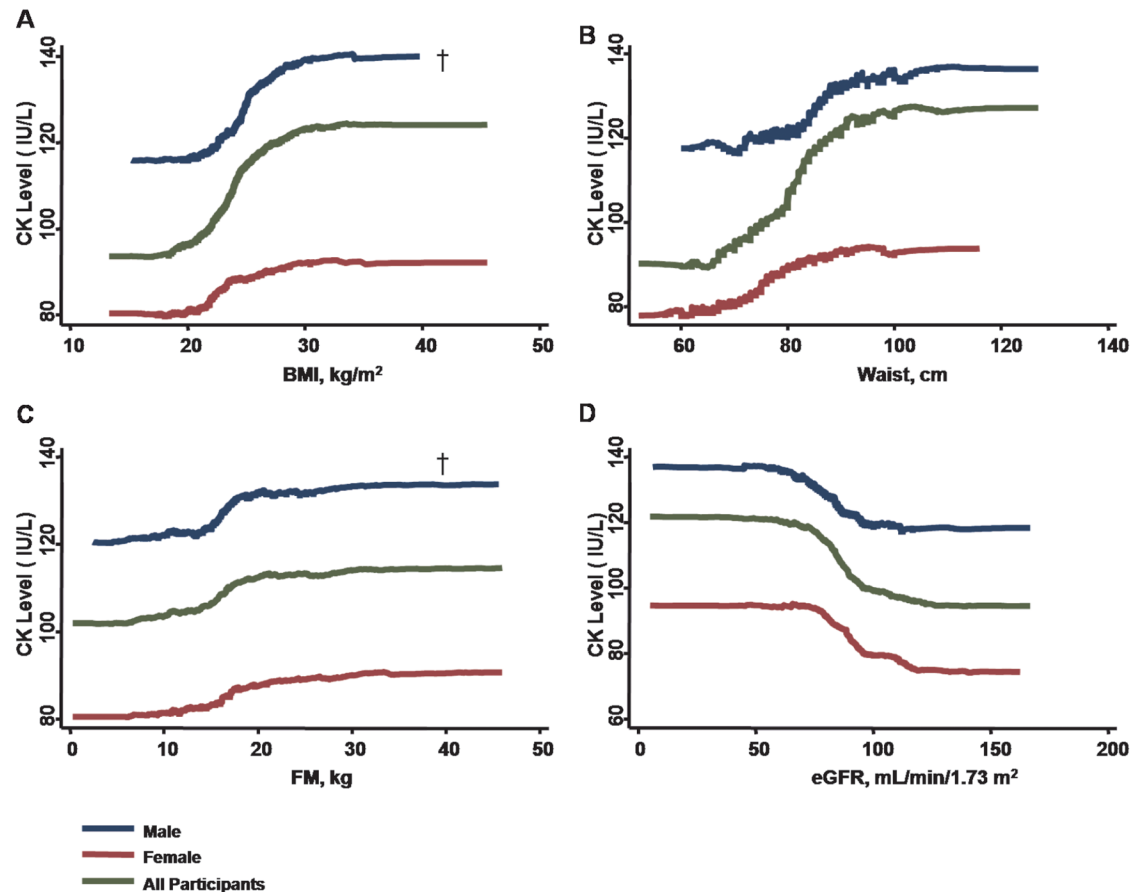 A
CK Level ( IU/L)
140
120
100
80
†
10 20 30 40 50
BMI, kg/m²
B
CK Level ( IU/L)
140
120
100
80
60 80 100 120 140
Waist, cm
C
CK Level ( IU/L)
140
120
100
80
†
0 10 20 30 40 50
FM, kg
D
CK Level ( IU/L)
140
120
100
80
60
0 50 100 150 200
eGFR, mL/min/1.73 m²
Male
Female
All Participants